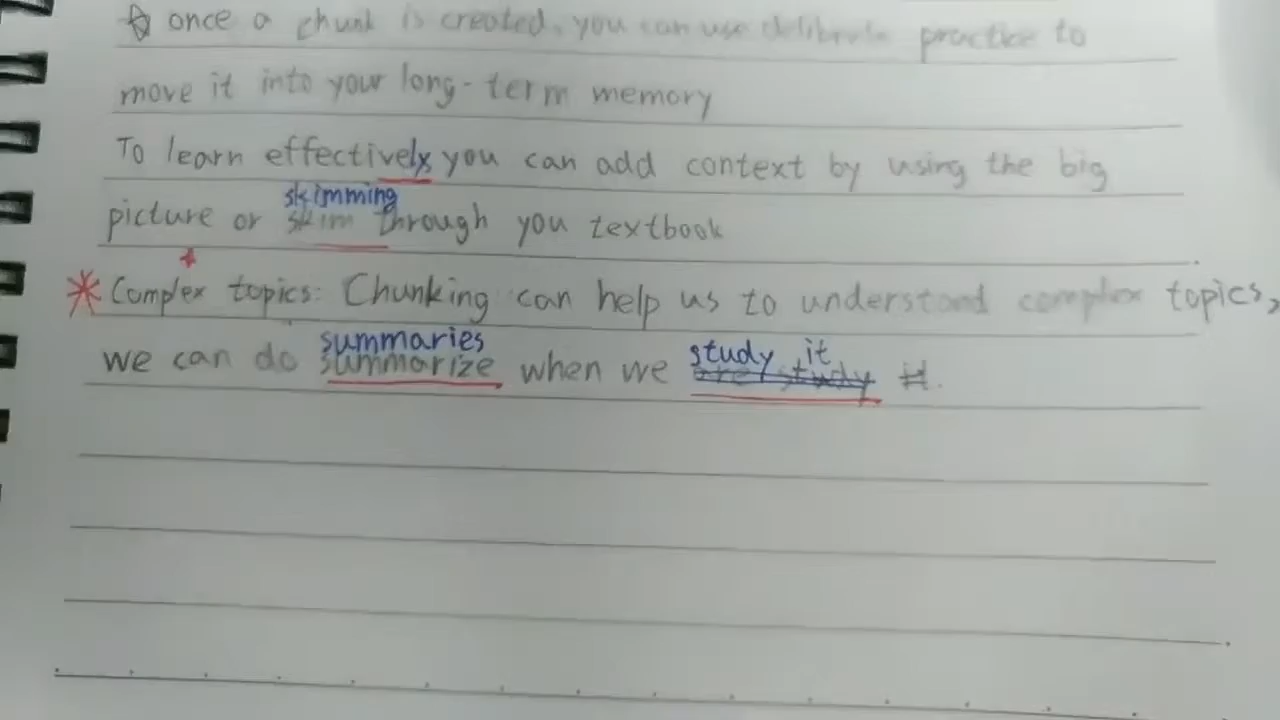 once a chunk is created, you can use deliberate practice to
move it into your long-term memory
To learn effectively you can add context by using the big
skimming
picture or skim through you textbook
* Complex topics: Chunking can help us to understand complex topics,
summaries study it
we can do summarize when we are study #.